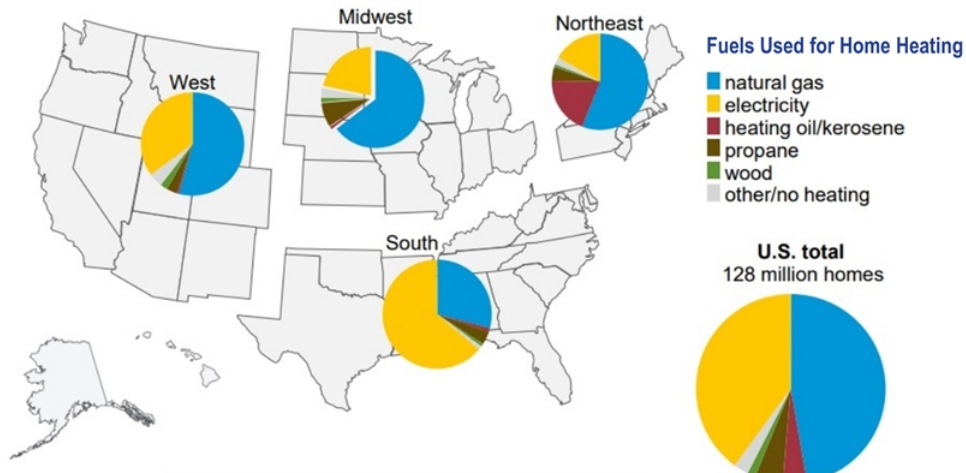 Midwest
Northeast
West
Fuels Used for Home Heating
natural gas
electricity
heating oil/kerosene
propane
wood
other/no heating
South
U.S. total
128 million homes